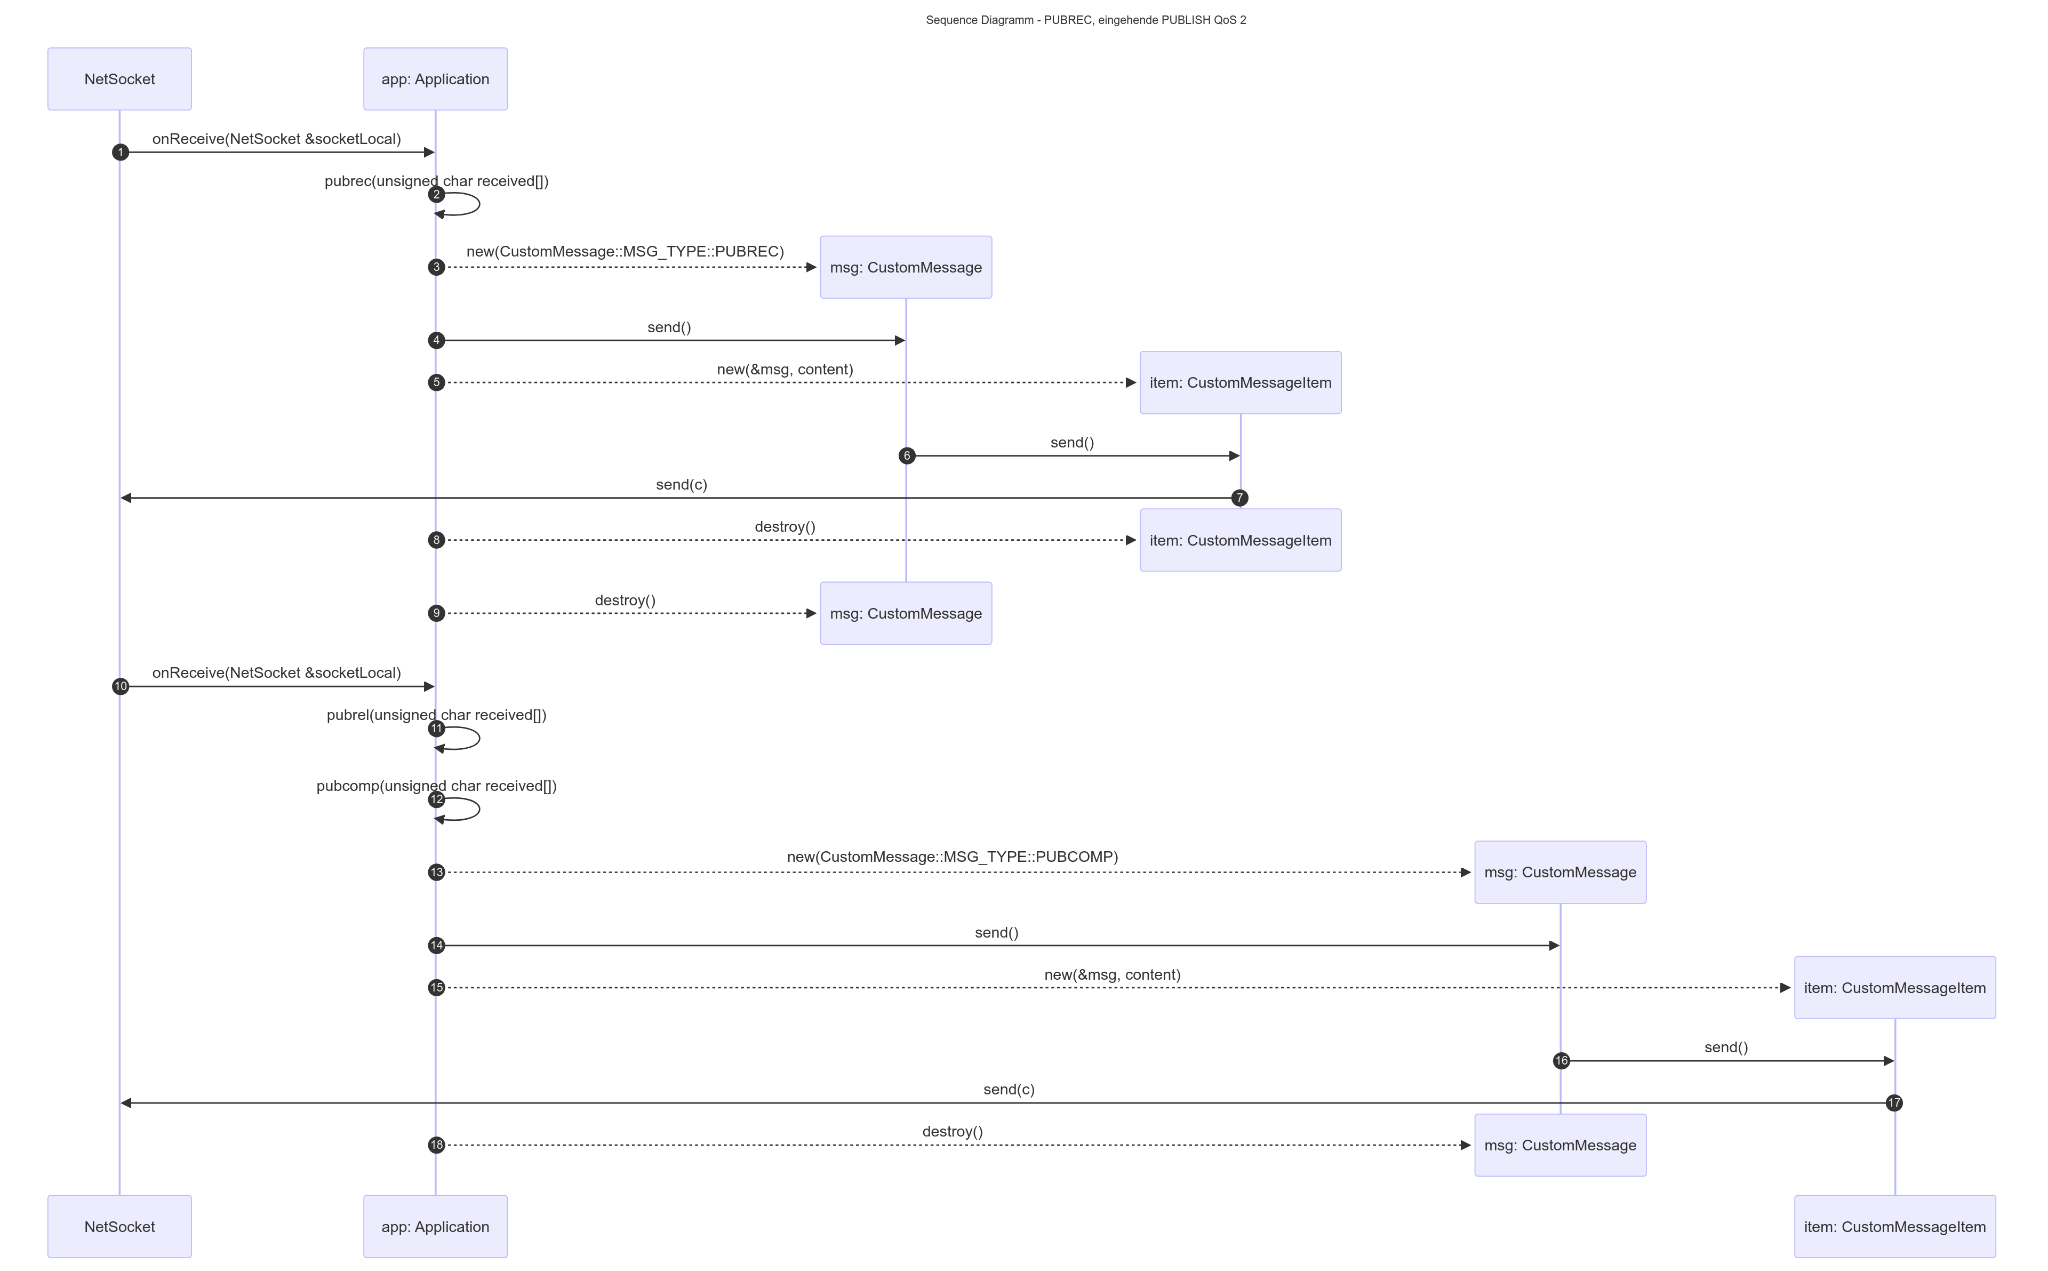 Sequence Diagramm - PUBREC, eingehende PUBLISH QoS 2
NetSocket
app: Application
onReceive(NetSocket &socketLocal)
1
pubrec(unsigned char received[])
2
new(CustomMessage::MSG_TYPE::PUBREC)
3
msg: CustomMessage
send()
4
new(&msg, content)
5
item: CustomMessageItem
send()
6
send(c)
7
destroy()
8
item: CustomMessageItem
destroy()
9
msg: CustomMessage
onReceive(NetSocket &socketLocal)
10
pubrel(unsigned char received[])
11
pubcomp(unsigned char received[])
12
new(CustomMessage::MSG_TYPE::PUBCOMP)
13
msg: CustomMessage
send()
14
new(&msg, content)
15
item: CustomMessageItem
send()
16
send(c)
17
destroy()
18
msg: CustomMessage
NetSocket
app: Application
item: CustomMessageItem